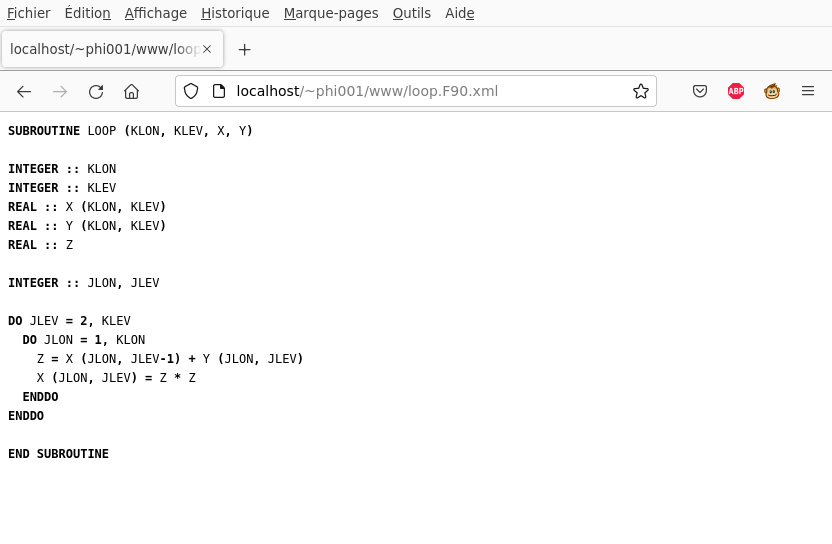 Fichier Édition Affichage Historique Marque-pages Outils Aide
localhost/~phi001/www/loop
localhost/~phi001/www/loop.F90.xml
ABP
SUBROUTINE LOOP (KLON, KLEV, X, Y)
INTEGER :: KLON
INTEGER :: KLEV
REAL :: X (KLON, KLEV)
REAL :: Y (KLON, KLEV)
REAL :: Z
INTEGER :: JLON, JLEV
DO JLEV = 2, KLEV
DO JLON = 1, KLON
Z = X (JLON, JLEV-1) + Y (JLON, JLEV)
X (JLON, JLEV) = Z * Z
ENDDO
ENDDO
END SUBROUTINE